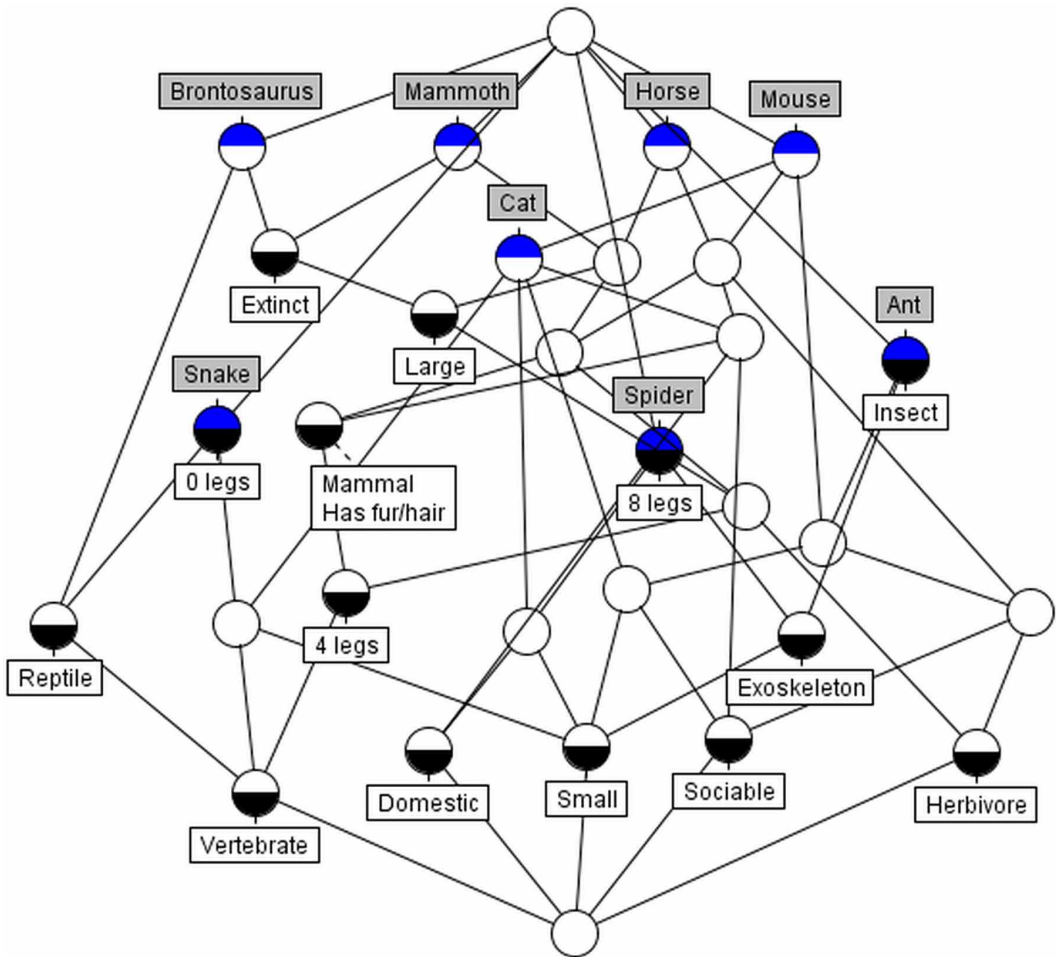 Brontosaurus
Mammoth
Horse
Mouse
Cat
Extinct
Ant
Large
Snake
Spider
Insect
0 legs
Mammal
Has fur/hair
8 legs
4 legs
Reptile
Exoskeleton
Domestic
Small
Sociable
Herbivore
Vertebrate